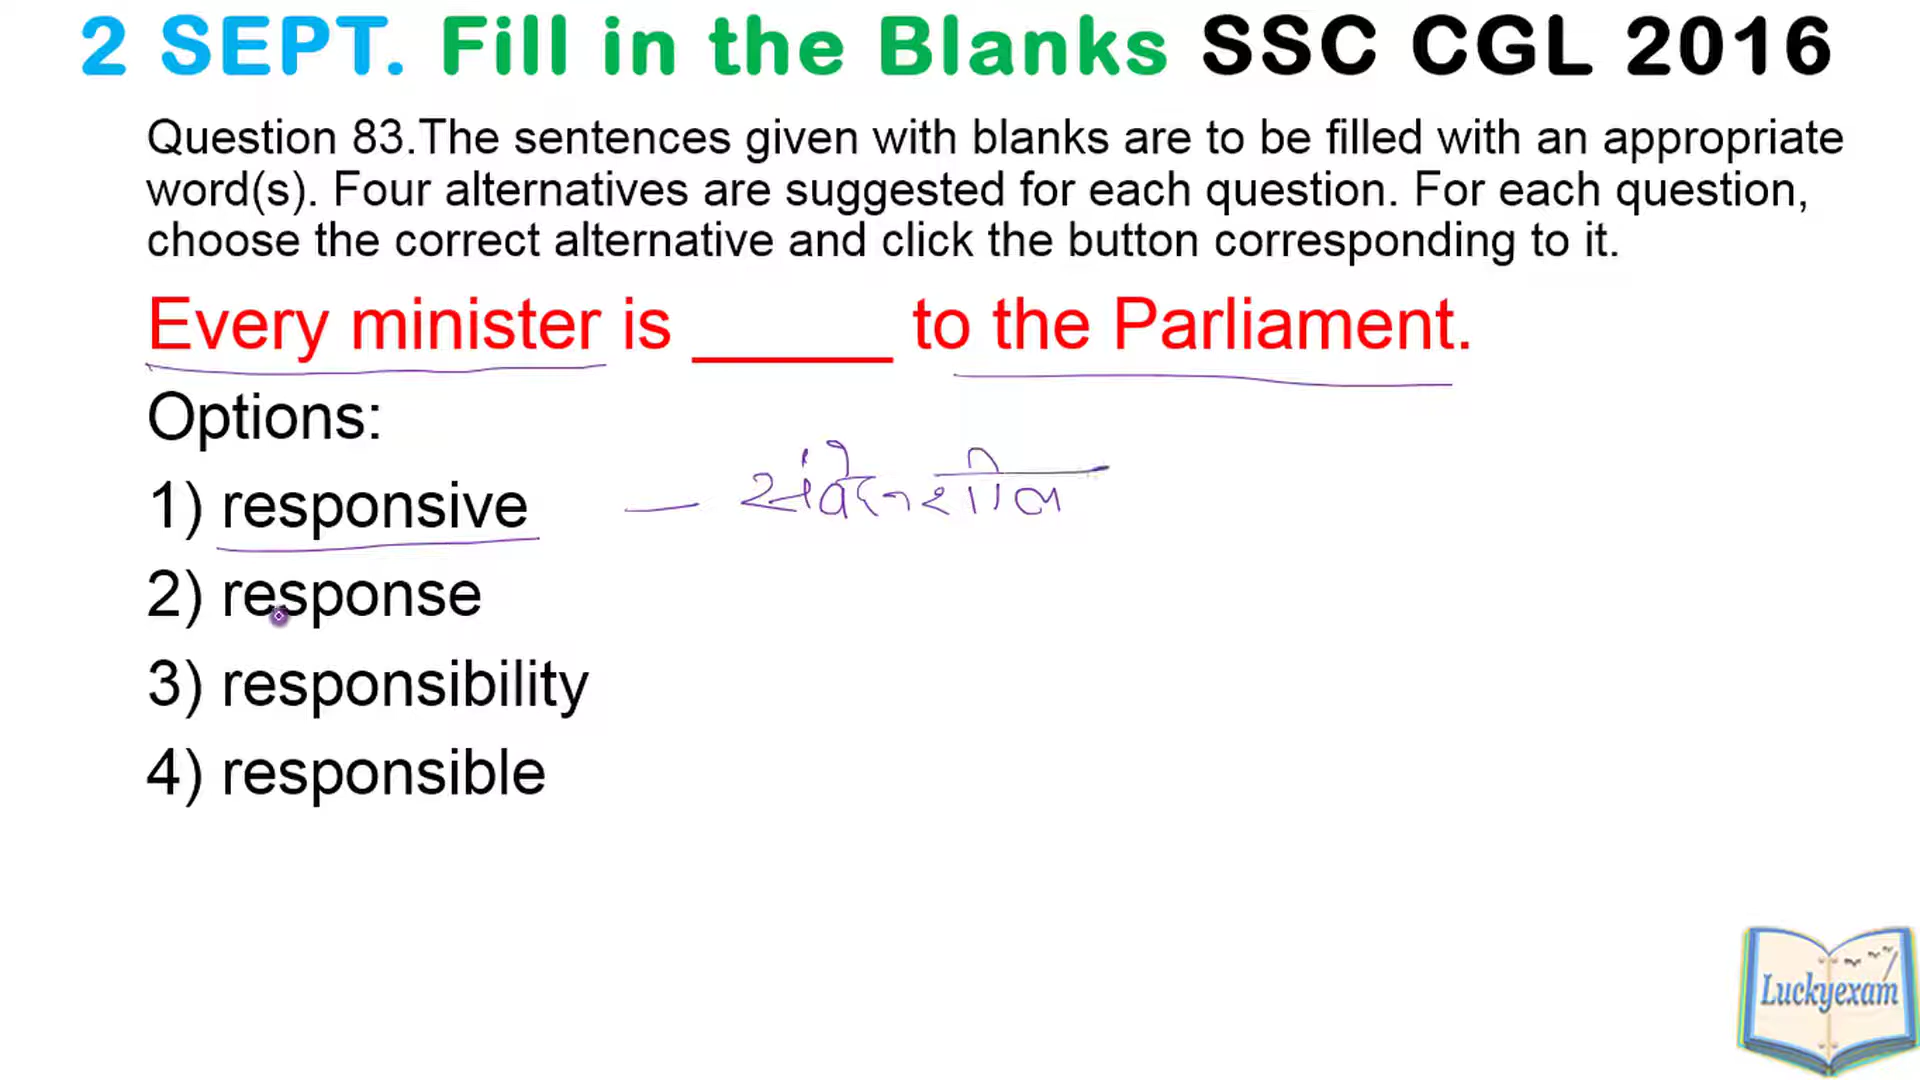 2 SEPT. Fill in the Blanks SSC CGL 2016
Question 83.The sentences given with blanks are to be filled with an appropriate
word(s). Four alternatives are suggested for each question. For each question,
choose the correct alternative and click the button corresponding to it.
Every minister is ______ to the Parliament.
Options:
1) responsive — संवेदनशील
2) response
3) responsibility
4) responsible
Luckyexam